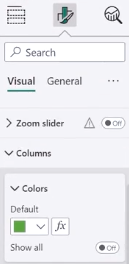 Search
Visual General ...
Zoom slider Off
Columns
Colors
Default
fx
Show all Off